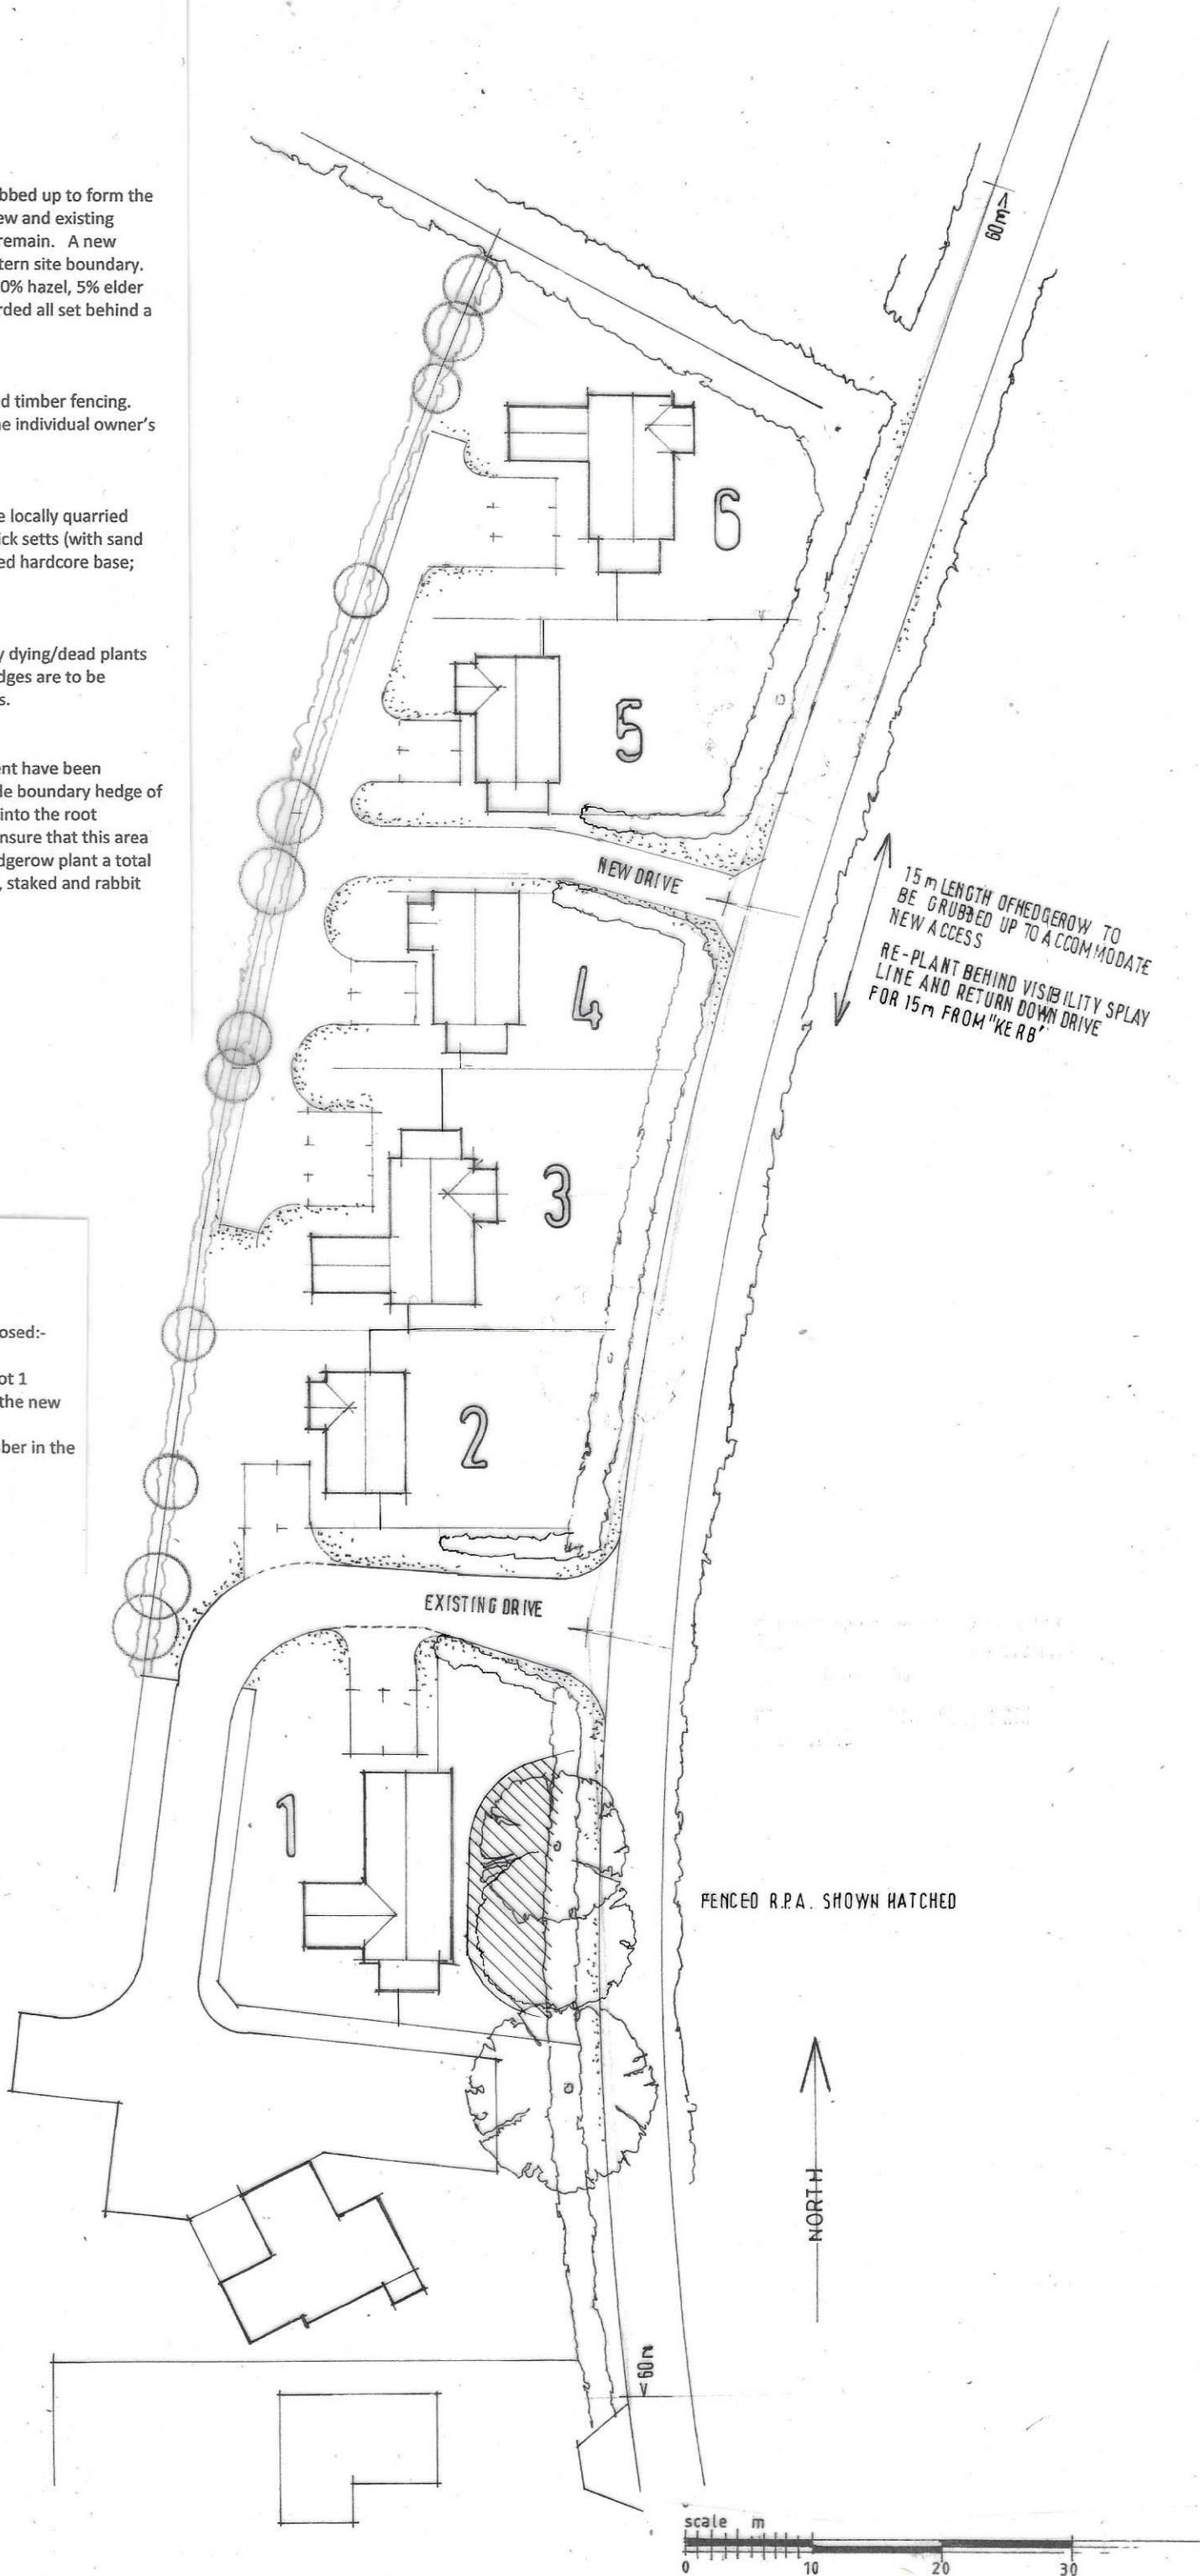 bbed up to form the
ew and existing
remain. A new
tern site boundary.
0% hazel, 5% elder
rded all set behind a
d timber fencing.
e individual owner's
e locally quarried
ick setts (with sand
ed hardcore base;
y dying/dead plants
dges are to be
s.
ent have been
le boundary hedge of
into the root
nsure that this area
dgerow plant a total
, staked and rabbit
osed:-
ot 1
the new
ber in the
60m
6
5
NEW DRIVE
15m LENGTH OF HEDGEROW TO
BE GRUBBED UP TO ACCOMMODATE
NEW ACCESS
RE-PLANT BEHIND VISIBILITY SPLAY
LINE AND RETURN DOWN DRIVE
FOR 15m FROM "KERB"
4
3
2
EXISTING DRIVE
1
FENCED R.P.A. SHOWN HATCHED
NORTH
60m
scale m
0 10 20 30